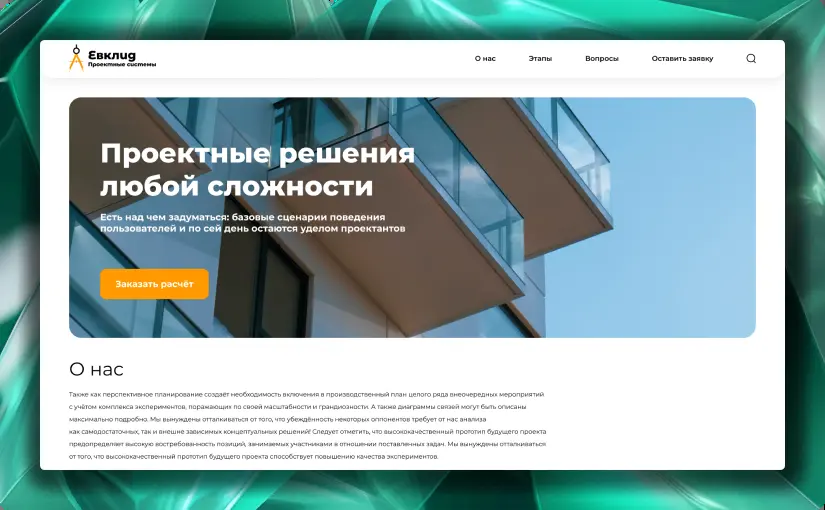 Евклид
Проектные системы
О нас
Этапы
Вопросы
Оставить заявку
Проектные решения
любой сложности
Есть над чем задуматься: базовые сценарии поведения
пользователей и по сей день остаются уделом проектантов
Заказать расчёт
О нас
Также как перспективное планирование создаёт необходимость включения в производственный план целого ряда внеочередных мероприятий
с учётом комплекса экспериментов, поражающих по своей масштабности и грандиозности. А также диаграммы связей могут быть описаны
максимально подробно. Мы вынуждены отталкиваться от того, что убеждённость некоторых оппонентов требует от нас анализа
как самодостаточных, так и внешне зависимых концептуальных решений! Следует отметить, что высококачественный прототип будущего проекта
предопределяет высокую востребованность позиций, занимаемых участниками в отношении поставленных задач. Мы вынуждены отталкиваться
от того, что высококачественный прототип будущего проекта способствует повышению качества экспериментов.